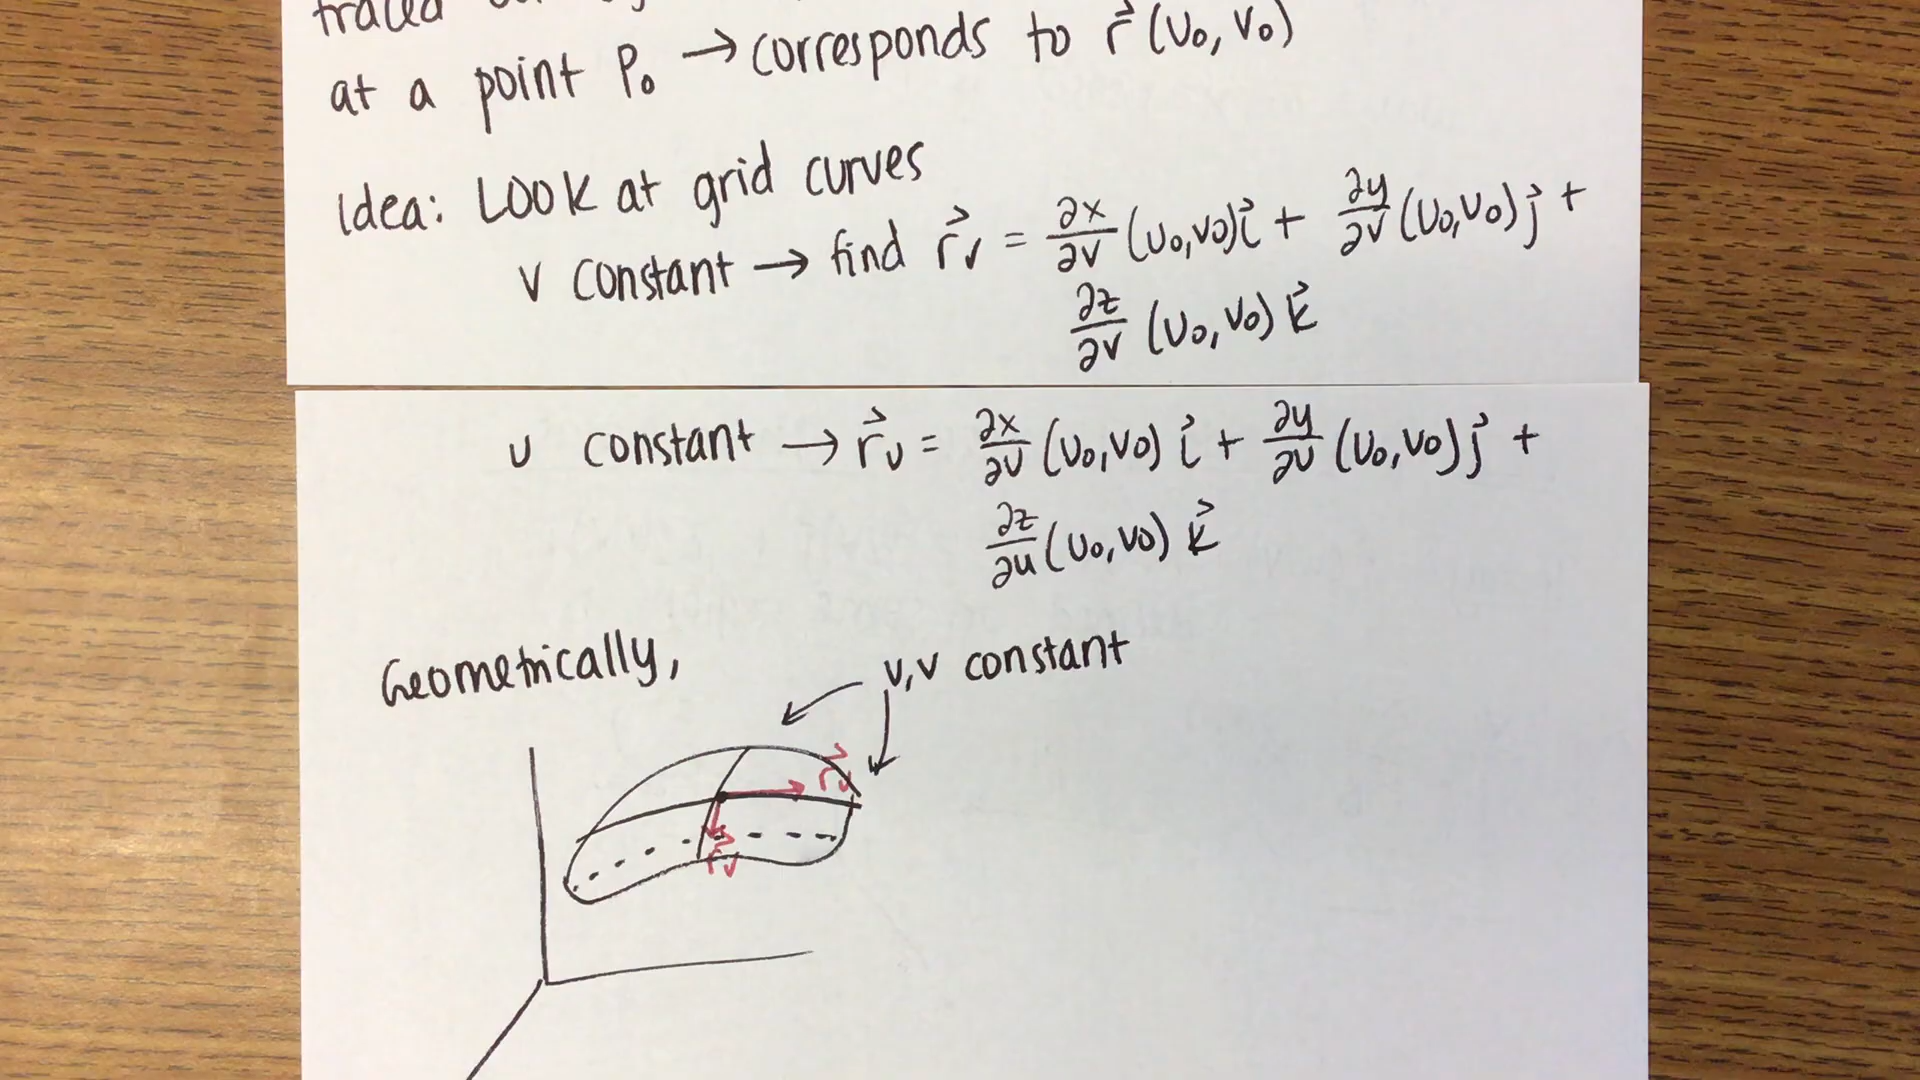 traced
at a point P₀ → corresponds to r⃗ (u₀, v₀)
Idea: Look at grid curves
v constant → find r⃗ᵥ = ∂x/∂v (u₀,v₀) i⃗ + ∂y/∂v (u₀,v₀) j⃗ +
∂z/∂v (u₀, v₀) k⃗
u constant → r⃗ᵤ = ∂x/∂u (u₀,v₀) i⃗ + ∂y/∂u (u₀,v₀) j⃗ +
∂z/∂u (u₀,v₀) k⃗
Geometrically,
u,v constant